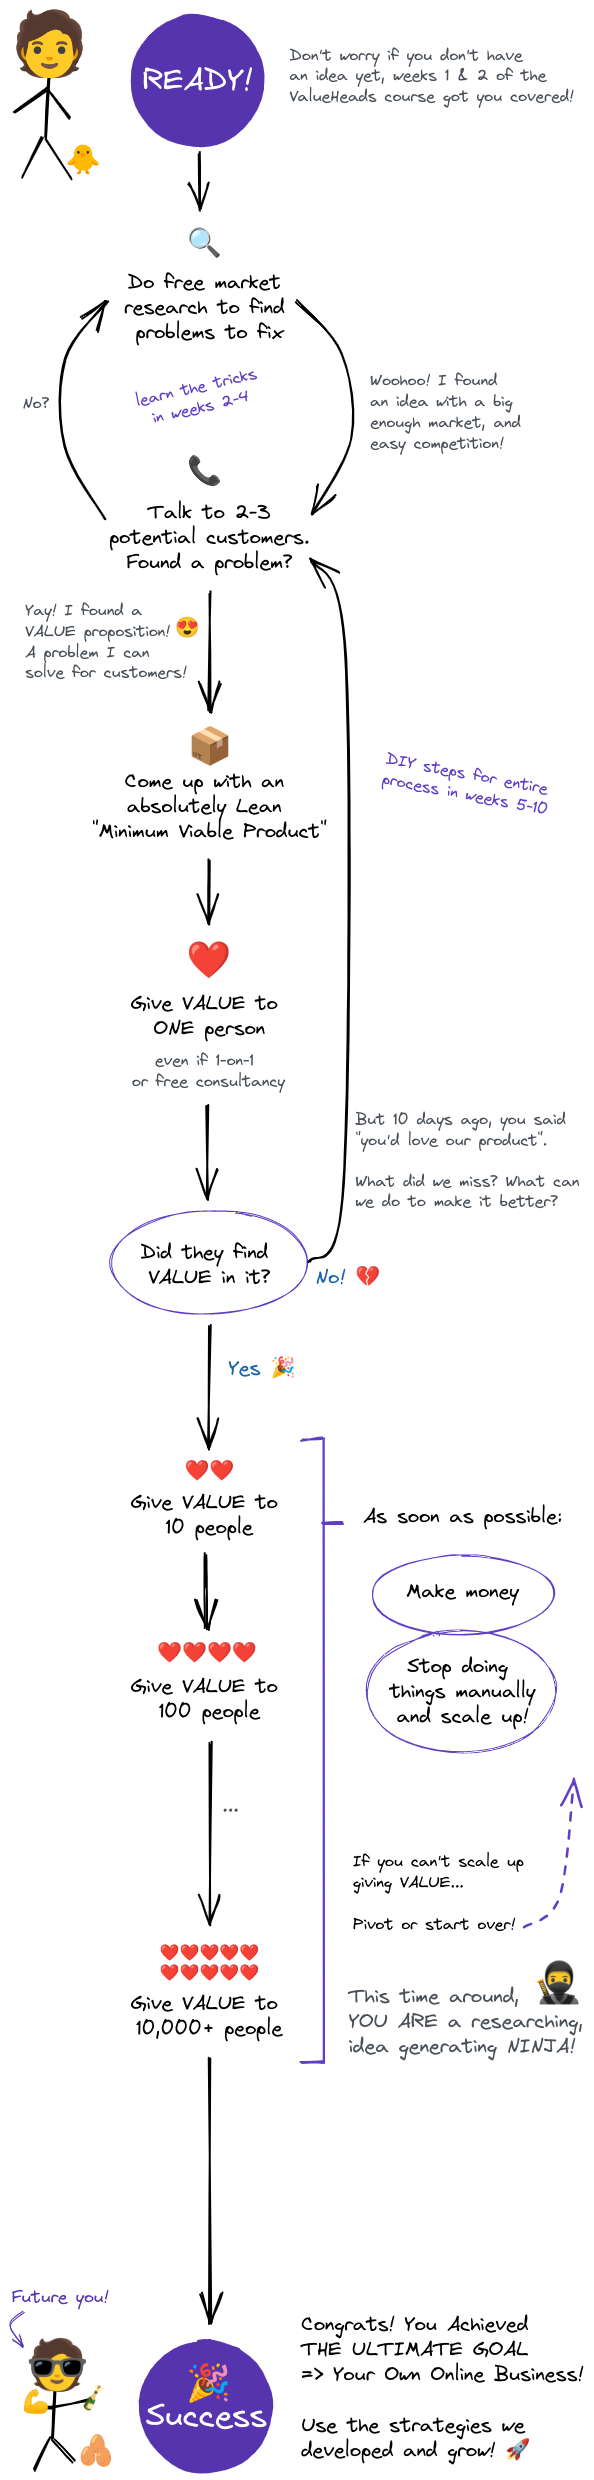 READY!
Don't worry if you don't have
an idea yet, weeks 1 & 2 of the
ValueHeads course got you covered!
Do free market
research to find
problems to fix
No?
learn the tricks
in weeks 2-4
Woohoo! I found
an idea with a big
enough market, and
easy competition!
Talk to 2-3
potential customers.
Found a problem?
Yay! I found a
VALUE proposition!
A problem I can
solve for customers!
Come up with an
absolutely Lean
"Minimum Viable Product"
DIY steps for entire
process in weeks 5-10
Give VALUE to
ONE person
even if 1-on-1
or free consultancy
But 10 days ago, you said
"you'd love our product".
What did we miss? What can
we do to make it better?
Did they find
VALUE in it?
No!
Yes
Give VALUE to
10 people
As soon as possible:
Make money
Give VALUE to
100 people
Stop doing
things manually
and scale up!
...
If you can't scale up
giving VALUE...
Pivot or start over!
Give VALUE to
10,000+ people
This time around,
YOU ARE a researching,
idea generating NINJA!
Future you!
Success
Congrats! You Achieved
THE ULTIMATE GOAL
=> Your Own Online Business!
Use the strategies we
developed and grow!